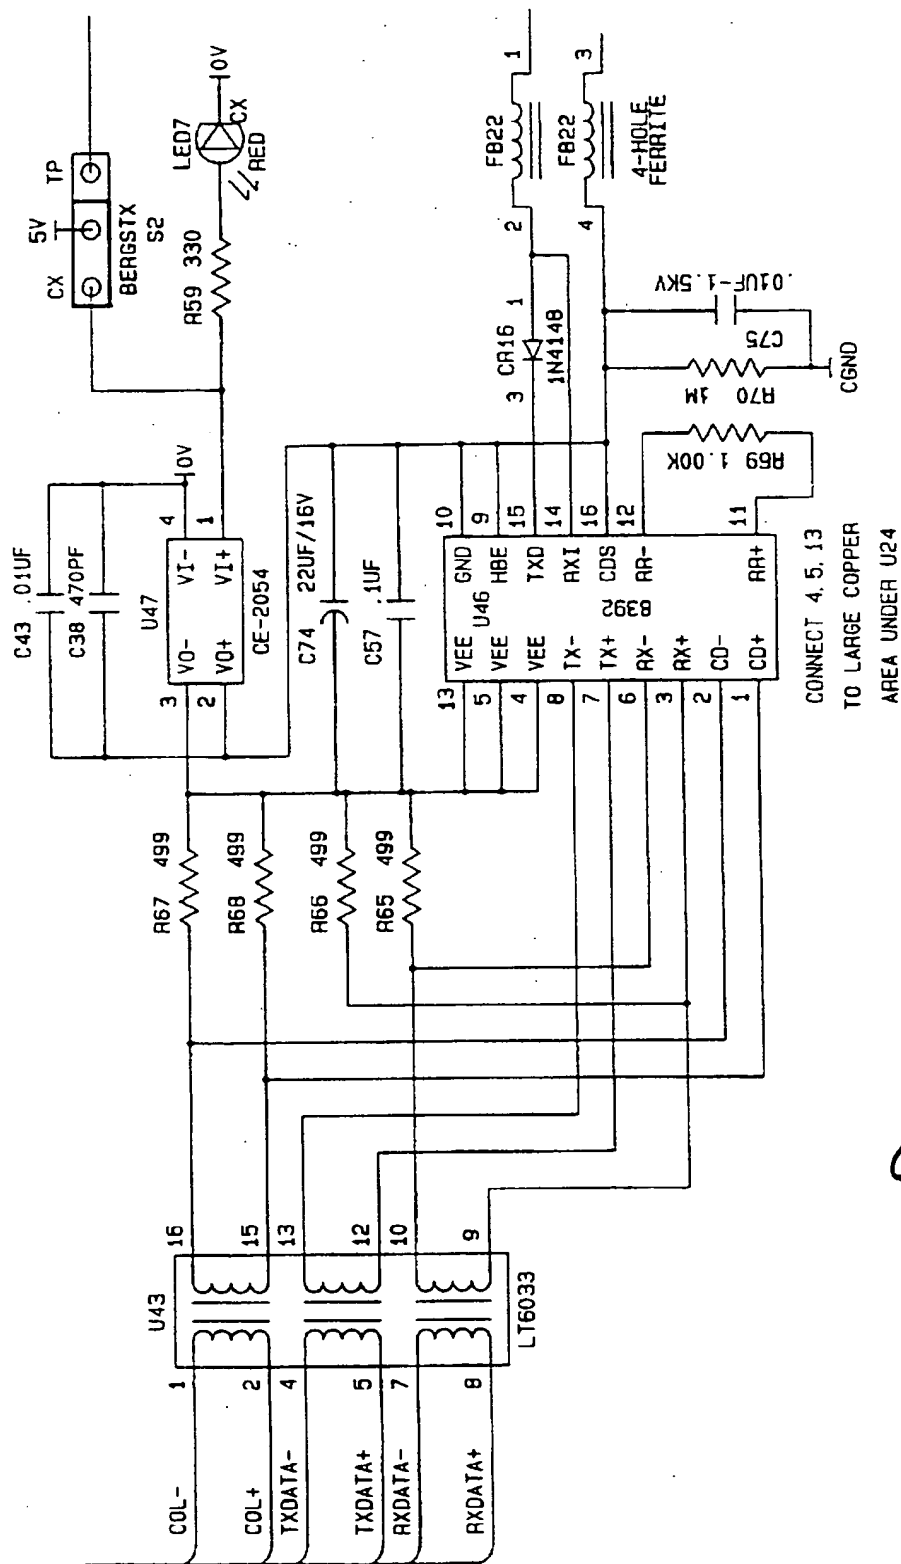 CX
5V
TP
BERGSTX
S2
LED7
CX
RED
0V
R59 330
C43 .01UF
C38 470PF
0V
U47
3 VO- VI- 4
2 VO+ VI+ 1
CE-2054
C74 22UF/16V
C57 .1UF
FB22
2 1
FB22
4 3
4-HOLE
FERRITE
CR16
3 1
1N4148
.01UF-1.5KV
C75
R70 1M
CGND
R69 1.00K
13 VEE GND 10
5 VEE HBE 9
4 VEE TXD 15
8 TX- RXI 14
7 TX+ CDS 16
6 RX- RR- 12
3 RX+
2 CD-
1 CD+ RR+ 11
U46
8392
CONNECT 4, 5, 13
TO LARGE COPPER
AREA UNDER U24
R67 499
R68 499
R66 499
R65 499
U43
LT6033
COL- 1 16
COL+ 2 15
TXDATA- 4 13
TXDATA+ 5 12
RXDATA- 7 10
RXDATA+ 8 9